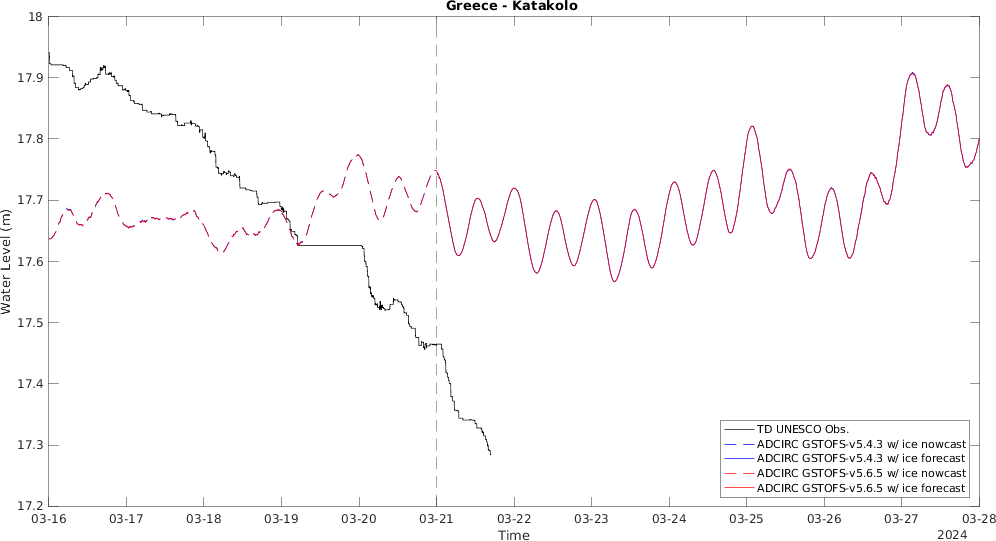 Greece - Katakolo
18
17.9
17.8
17.7
17.6
17.5
17.4
17.3
17.2
Water Level (m)
TD UNESCO Obs.
ADCIRC GSTOFS-v5.4.3 w/ ice nowcast
ADCIRC GSTOFS-v5.4.3 w/ ice forecast
ADCIRC GSTOFS-v5.6.5 w/ ice nowcast
ADCIRC GSTOFS-v5.6.5 w/ ice forecast
03-16 03-17 03-18 03-19 03-20 03-21 03-22 03-23 03-24 03-25 03-26 03-27 03-28
Time
2024